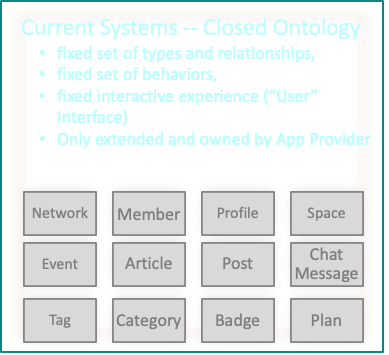 Current Systems -- Closed Ontology
• fixed set of types and relationships,
• fixed set of behaviors,
• fixed interactive experience (“User”
Interface)
• Only extended and owned by App Provider
Network Member Profile Space
Event Article Post Chat
Message
Tag Category Badge Plan